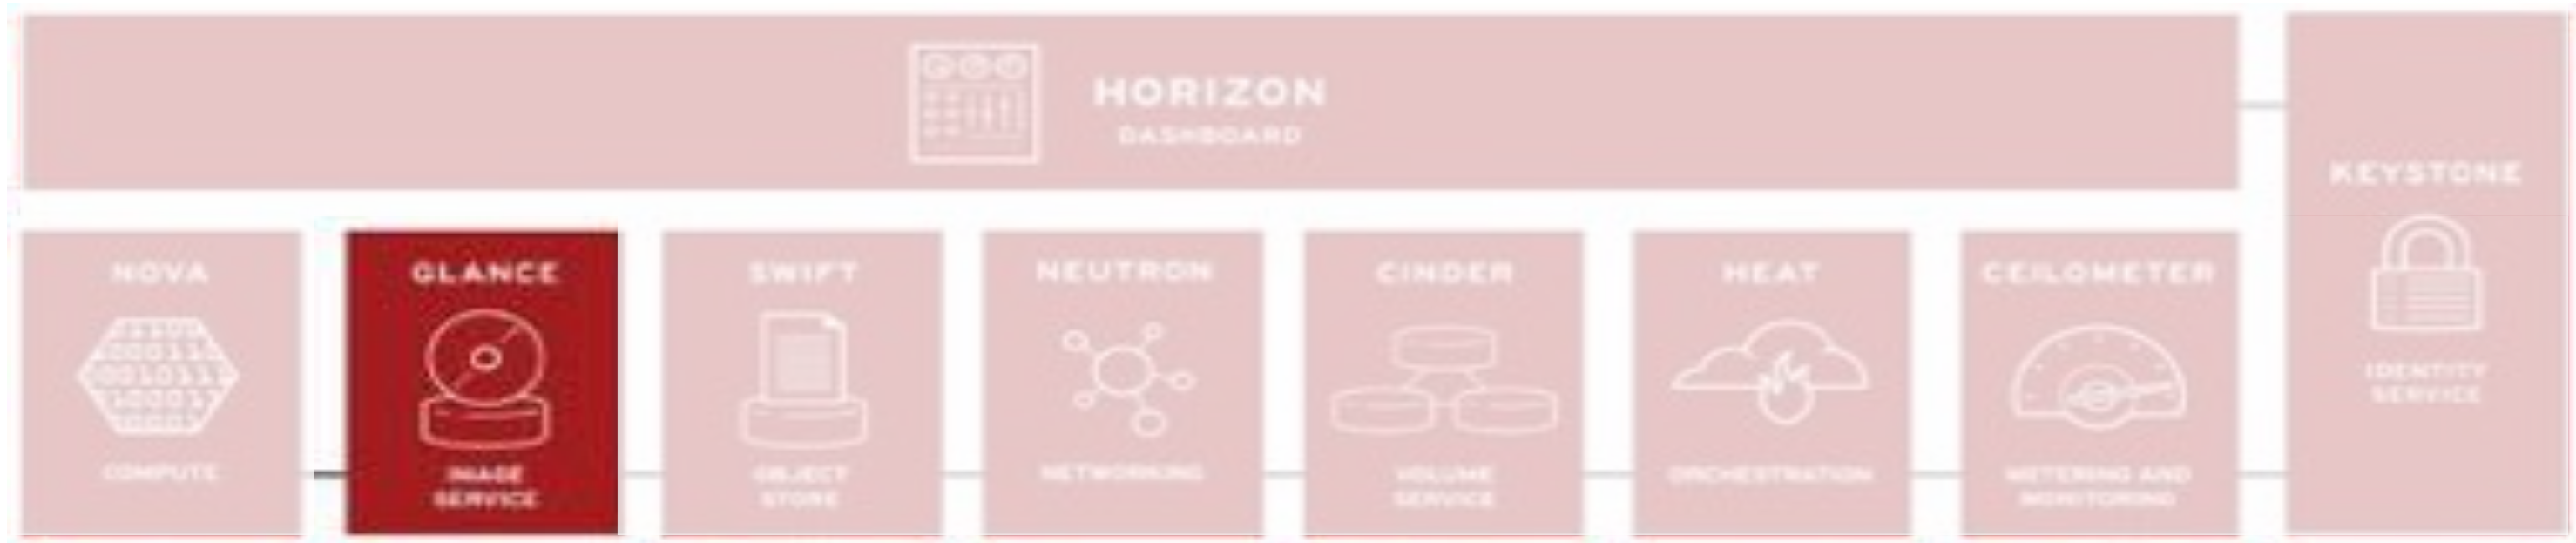 HORIZON
DASHBOARD
KEYSTONE
IDENTITY
SERVICE
NOVA
COMPUTE
GLANCE
IMAGE
SERVICE
SWIFT
OBJECT
STORE
NEUTRON
NETWORKING
CINDER
VOLUME
SERVICE
HEAT
ORCHESTRATION
CEILOMETER
METERING AND
MONITORING